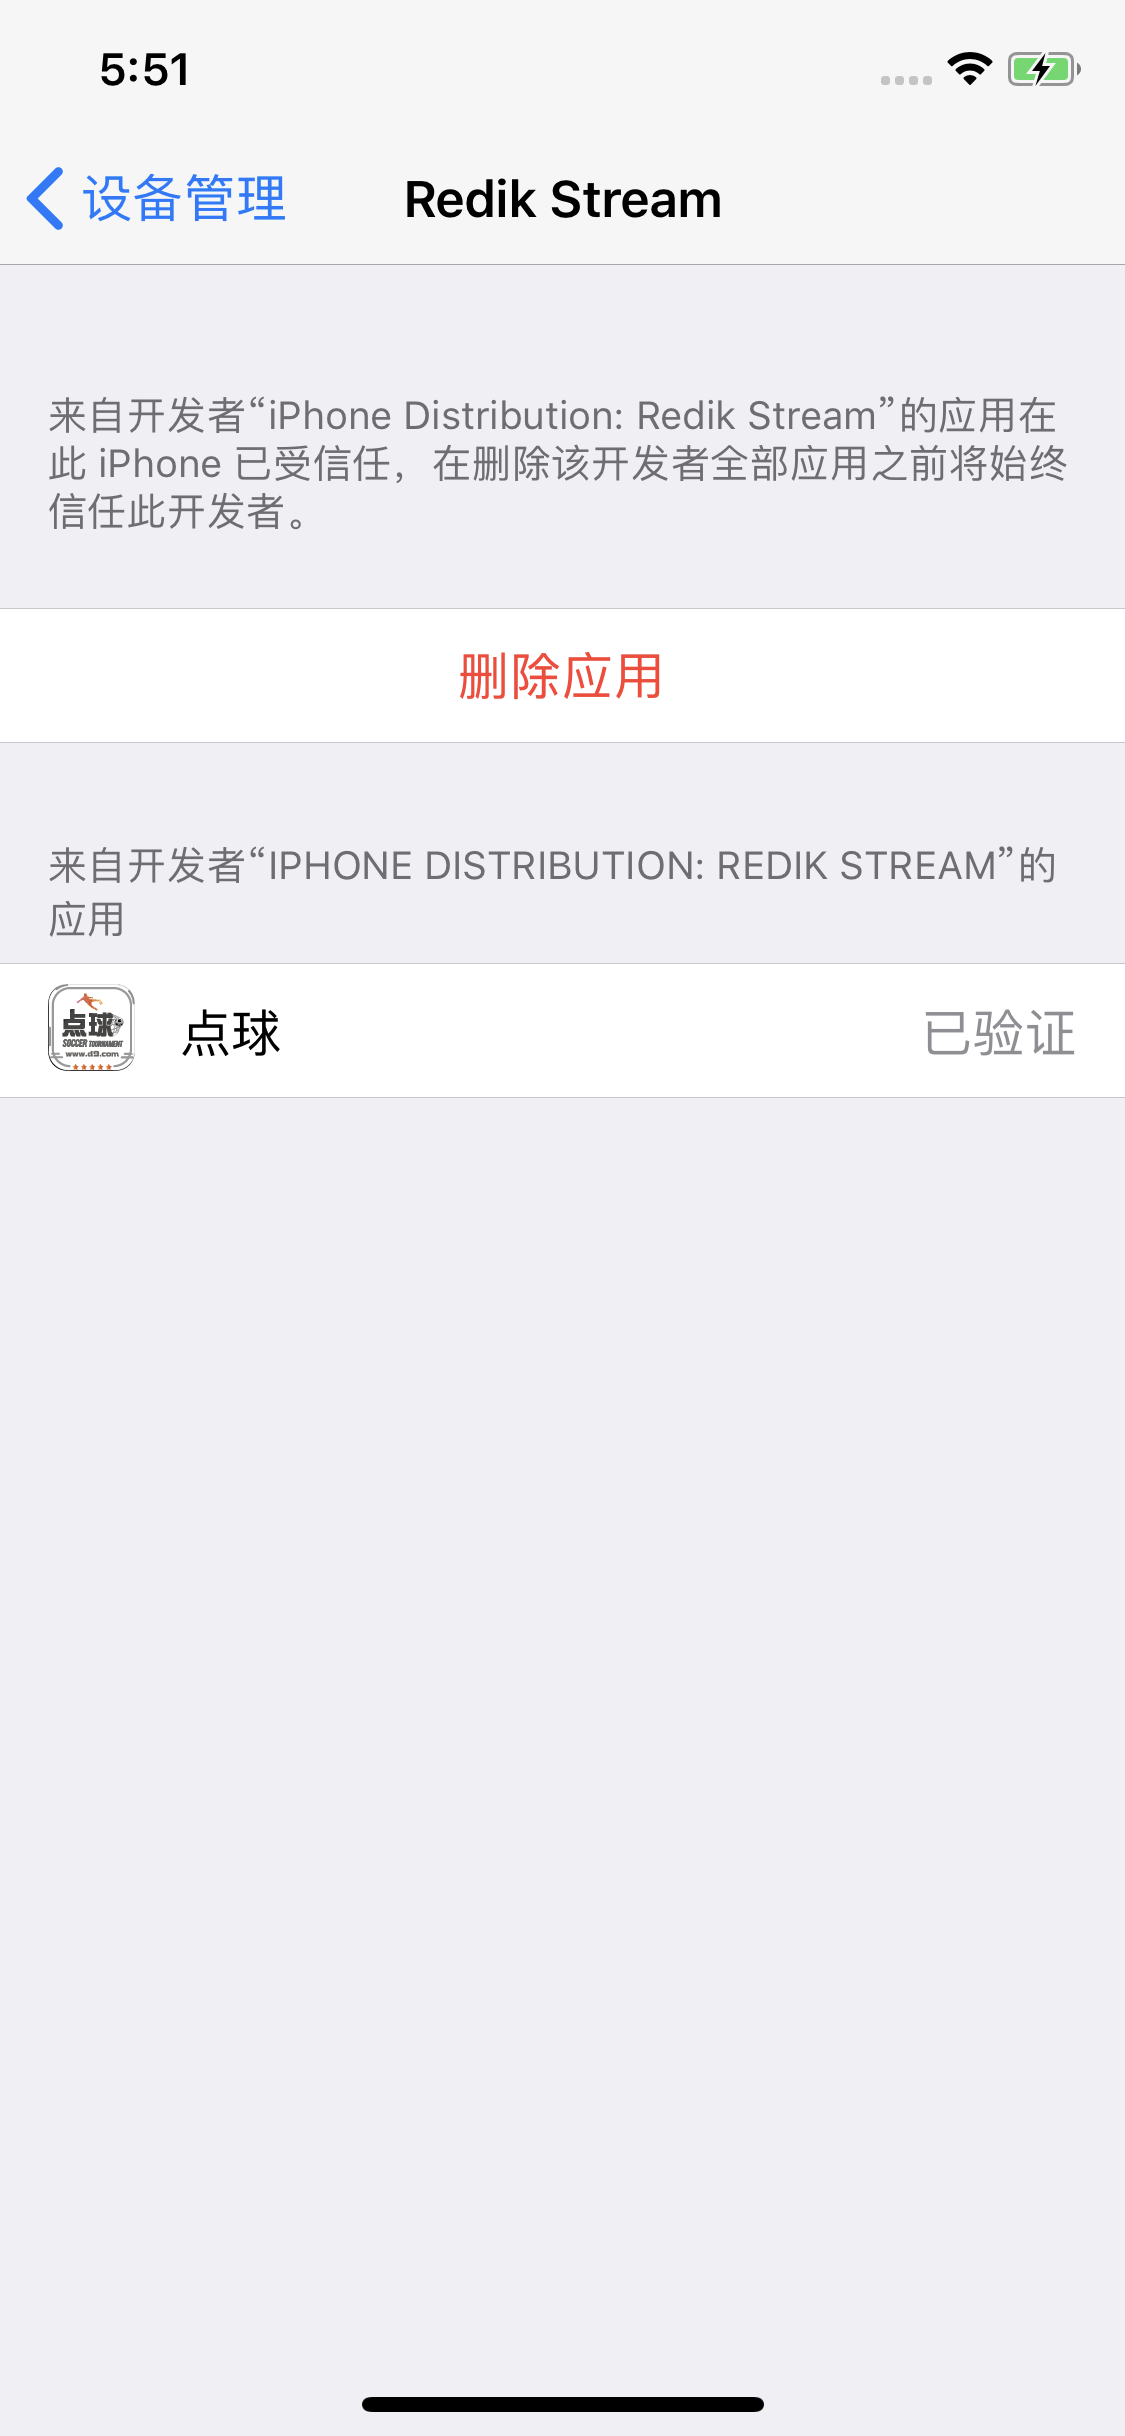 5:51
设备管理
Redik Stream
来自开发者“iPhone Distribution: Redik Stream”的应用在
此 iPhone 已受信任，在删除该开发者全部应用之前将始终
信任此开发者。
删除应用
来自开发者“IPHONE DISTRIBUTION: REDIK STREAM”的
应用
点球
SOCCER TOURNAMENT
www.d9.com
点球
已验证